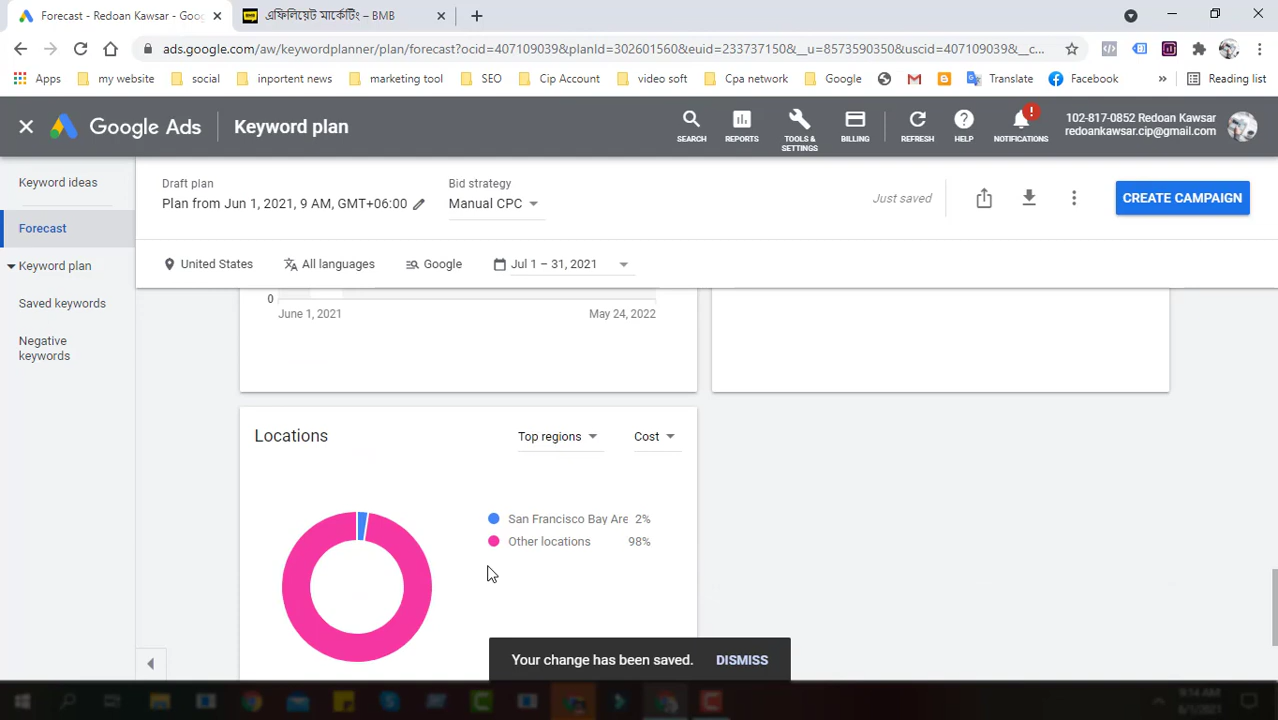 Forecast - Redoan Kawsar - Goo
এফিলিয়েট মার্কেটিং – BMB
ads.google.com/aw/keywordplanner/plan/forecast?ocid=407109039&planId=302601560&euid=233737150&__u=8573590350&uscid=407109039&__c...
Apps my website social inportent news marketing tool SEO Cip Account video soft Cpa network Google Translate Facebook » Reading list
Google Ads Keyword plan
SEARCH REPORTS TOOLS & SETTINGS BILLING REFRESH HELP NOTIFICATIONS
102-817-0852 Redoan Kawsar
redoankawsar.cip@gmail.com
Keyword ideas
Forecast
Keyword plan
Saved keywords
Negative
keywords
Draft plan
Plan from Jun 1, 2021, 9 AM, GMT+06:00
Bid strategy
Manual CPC
Just saved
CREATE CAMPAIGN
United States All languages Google Jul 1 – 31, 2021
0
June 1, 2021 May 24, 2022
Locations Top regions Cost
San Francisco Bay Are 2%
Other locations 98%
Your change has been saved. DISMISS
9:14 AM
6/1/2021